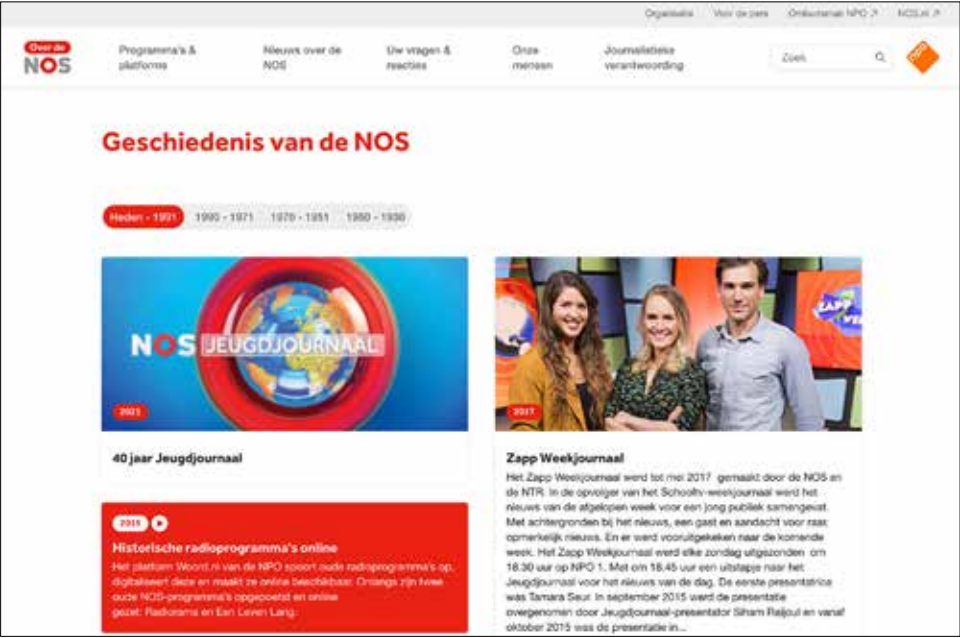 Organisatie Voor de pers Ombudsman NPO NOS.nl
Over de
NOS
Programma's &
platforms
Nieuws over de
NOS
Uw vragen &
reacties
Onze
mensen
Journalistieke
verantwoording
Zoek
npo
Geschiedenis van de NOS
Heden - 1991 1990 - 1971 1970 - 1951 1950 - 1930
NOS JEUGDJOURNAAL
2021
40 jaar Jeugdjournaal
2015
Historische radioprogramma's online
Het platform Woord.nl van de NPO spoort oude radioprogramma's op,
digitaliseert deze en maakt ze online beschikbaar. Onlangs zijn twee
oude NOS-programma's opgepoetst en online
gezet: Radiorama en Een Leven Lang.
ZAPP
WEEK
2017
Zapp Weekjournaal
Het Zapp Weekjournaal werd tot mei 2017 gemaakt door de NOS en
de NTR. In de opvolger van het Schooltv-weekjournaal werd het
nieuws van de afgelopen week voor een jong publiek samengevat.
Met achtergronden bij het nieuws, een gast en aandacht voor raar,
opmerkelijk nieuws. En er werd vooruitgekeken naar de komende
week. Het Zapp Weekjournaal werd elke zondag uitgezonden om
18.30 uur op NPO 1. Met om 18.45 uur een uitstapje naar het
Jeugdjournaal voor het nieuws van de dag. De eerste presentatrice
was Tamara Seur. In september 2015 werd de presentatie
overgenomen door Jeugdjournaal-presentator Siham Raijoul en vanaf
oktober 2015 was de presentatie in...